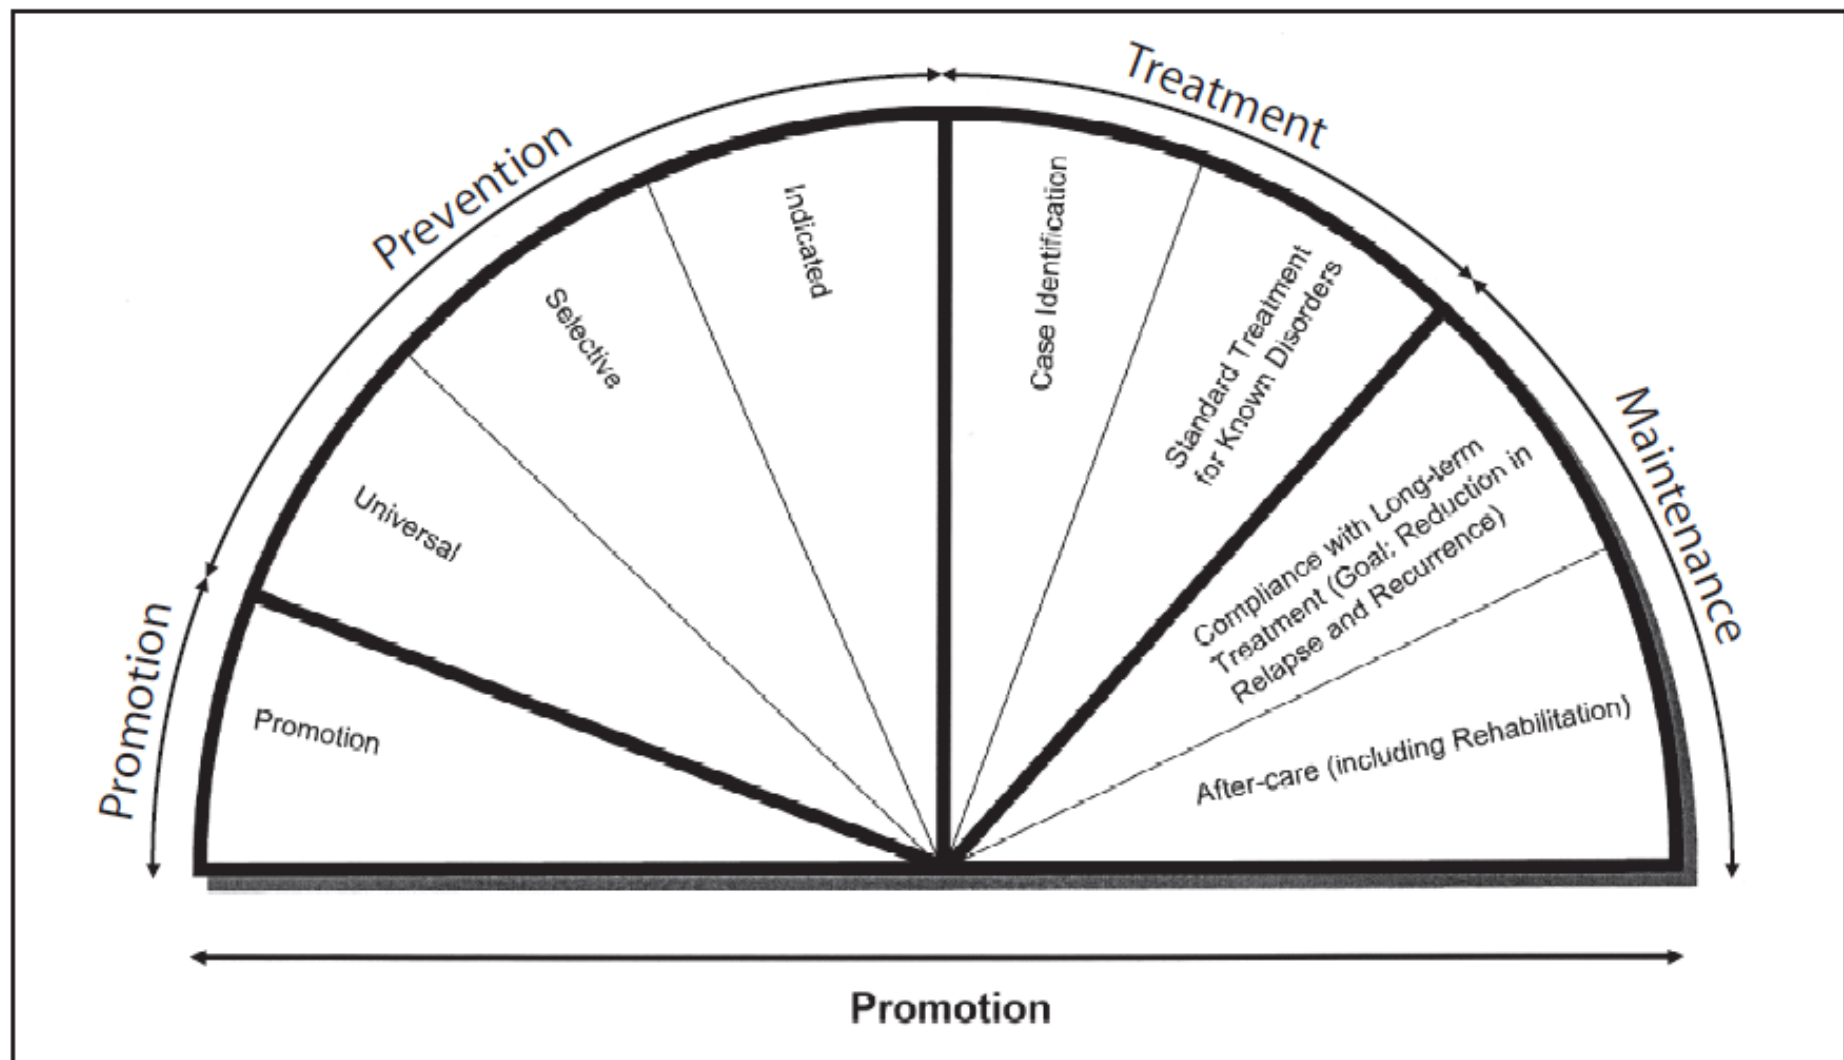 Promotion
Prevention
Treatment
Maintenance
Promotion
Universal
Selective
Indicated
Case Identification
Standard Treatment
for Known Disorders
Compliance with Long-term
Treatment (Goal: Reduction in
Relapse and Recurrence)
After-care (including Rehabilitation)
Promotion